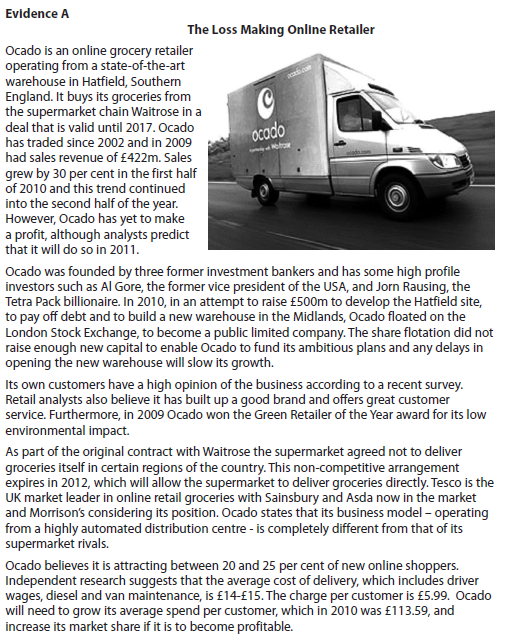 Evidence A
The Loss Making Online Retailer
Ocado is an online grocery retailer
operating from a state-of-the-art
warehouse in Hatfield, Southern
England. It buys its groceries from
the supermarket chain Waitrose in a
deal that is valid until 2017. Ocado
has traded since 2002 and in 2009
had sales revenue of £422m. Sales
grew by 30 per cent in the first half
of 2010 and this trend continued
into the second half of the year.
However, Ocado has yet to make
a profit, although analysts predict
that it will do so in 2011.
ocado.com
ocado
in partnership with Waitrose
ocado.com
Ocado was founded by three former investment bankers and has some high profile
investors such as Al Gore, the former vice president of the USA, and Jorn Rausing, the
Tetra Pack billionaire. In 2010, in an attempt to raise £500m to develop the Hatfield site,
to pay off debt and to build a new warehouse in the Midlands, Ocado floated on the
London Stock Exchange, to become a public limited company. The share flotation did not
raise enough new capital to enable Ocado to fund its ambitious plans and any delays in
opening the new warehouse will slow its growth.
Its own customers have a high opinion of the business according to a recent survey.
Retail analysts also believe it has built up a good brand and offers great customer
service. Furthermore, in 2009 Ocado won the Green Retailer of the Year award for its low
environmental impact.
As part of the original contract with Waitrose the supermarket agreed not to deliver
groceries itself in certain regions of the country. This non-competitive arrangement
expires in 2012, which will allow the supermarket to deliver groceries directly. Tesco is the
UK market leader in online retail groceries with Sainsbury and Asda now in the market
and Morrison's considering its position. Ocado states that its business model – operating
from a highly automated distribution centre - is completely different from that of its
supermarket rivals.
Ocado believes it is attracting between 20 and 25 per cent of new online shoppers.
Independent research suggests that the average cost of delivery, which includes driver
wages, diesel and van maintenance, is £14-£15. The charge per customer is £5.99. Ocado
will need to grow its average spend per customer, which in 2010 was £113.59, and
increase its market share if it is to become profitable.